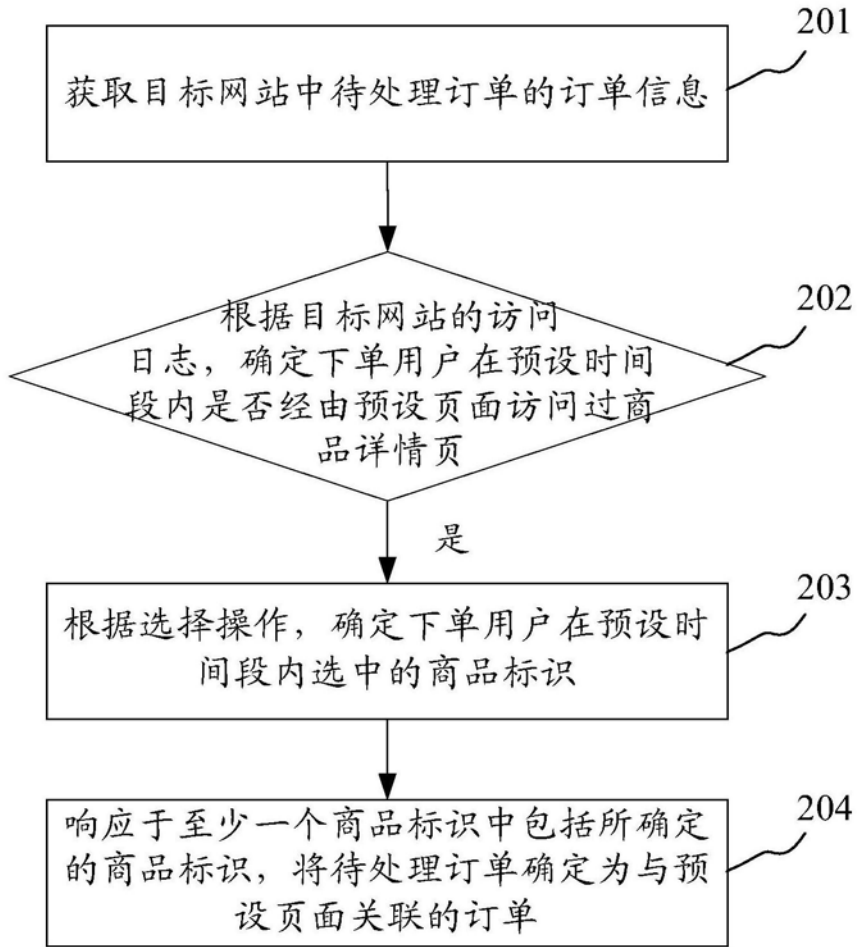 201
获取目标网站中待处理订单的订单信息
202
根据目标网站的访问
日志，确定下单用户在预设时间
段内是否经由预设页面访问过商
品详情页
是
203
根据选择操作，确定下单用户在预设时
间段内选中的商品标识
204
响应于至少一个商品标识中包括所确定
的商品标识，将待处理订单确定为与预
设页面关联的订单